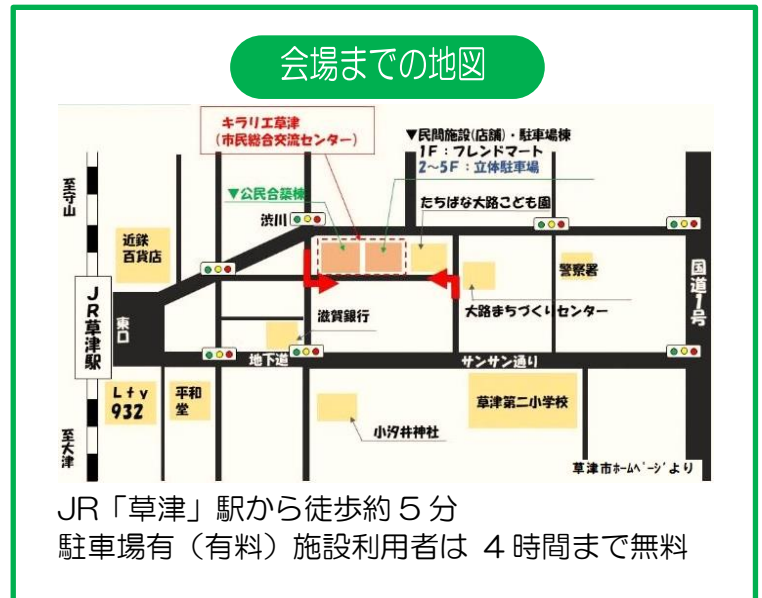 会場までの地図
キラリエ草津
(市民総合交流センター)
▼民間施設(店舗)・駐車場棟
1F：フレンドマート
2～5F：立体駐車場
▼公民合築棟
たちばな大路こども園
渋川
至守山
近鉄
百貨店
警察署
国道1号
JR草津駅
東口
滋賀銀行
大路まちづくりセンター
地下道
サンサン通り
Lty
932
平和
堂
草津第二小学校
小汐井神社
至大津
草津市ホームページより
JR「草津」駅から徒歩約５分
駐車場有（有料）施設利用者は ４時間まで無料